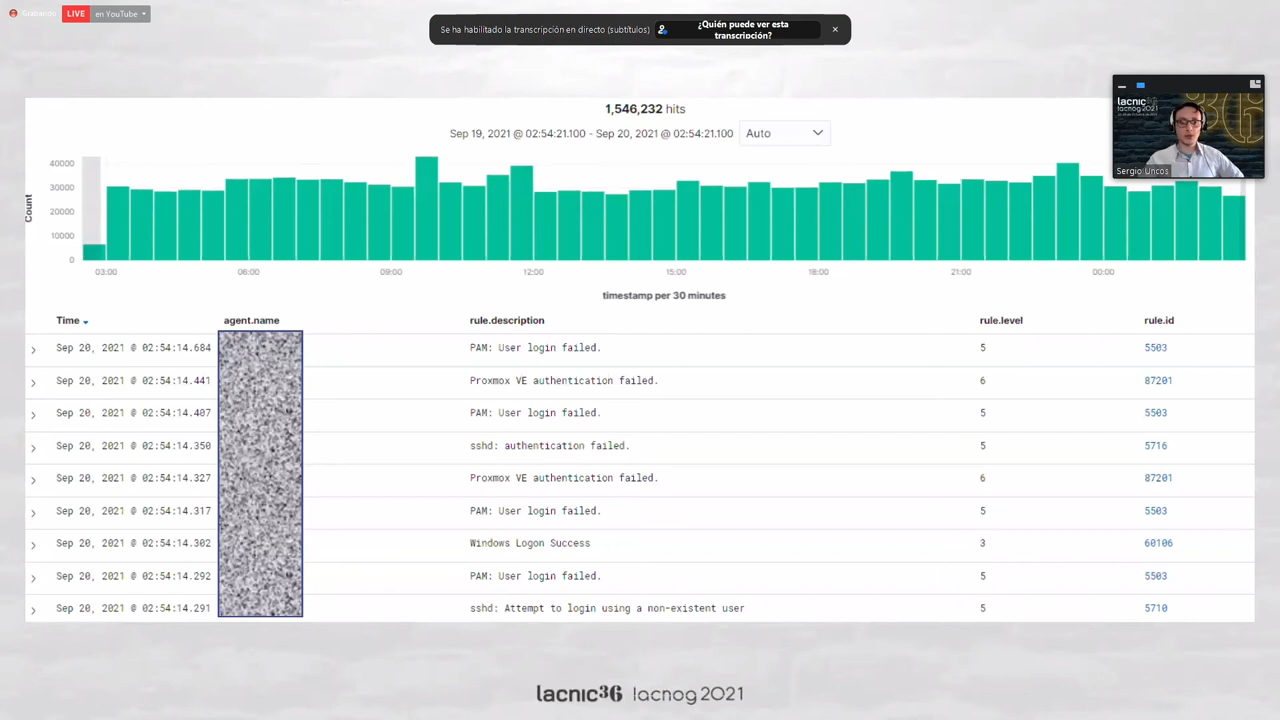 Grabando
LIVE
en YouTube
Se ha habilitado la transcripción en directo (subtítulos)
¿Quién puede ver esta transcripción?
1,546,232 hits
Sep 19, 2021 @ 02:54:21.100 - Sep 20, 2021 @ 02:54:21.100
Auto
lacnic36
lacnog 2021
Sergio Lincos
Count
40000
30000
20000
10000
0
03:00 06:00 09:00 12:00 15:00 18:00 21:00 00:00
timestamp per 30 minutes
Time agent.name rule.description rule.level rule.id
Sep 20, 2021 @ 02:54:14.684 PAM: User login failed. 5 5503
Sep 20, 2021 @ 02:54:14.441 Proxmox VE authentication failed. 6 87201
Sep 20, 2021 @ 02:54:14.407 PAM: User login failed. 5 5503
Sep 20, 2021 @ 02:54:14.350 sshd: authentication failed. 5 5716
Sep 20, 2021 @ 02:54:14.327 Proxmox VE authentication failed. 6 87201
Sep 20, 2021 @ 02:54:14.317 PAM: User login failed. 5 5503
Sep 20, 2021 @ 02:54:14.302 Windows Logon Success 3 60106
Sep 20, 2021 @ 02:54:14.292 PAM: User login failed. 5 5503
Sep 20, 2021 @ 02:54:14.291 sshd: Attempt to login using a non-existent user 5 5710
lacnic36 lacnog 2021